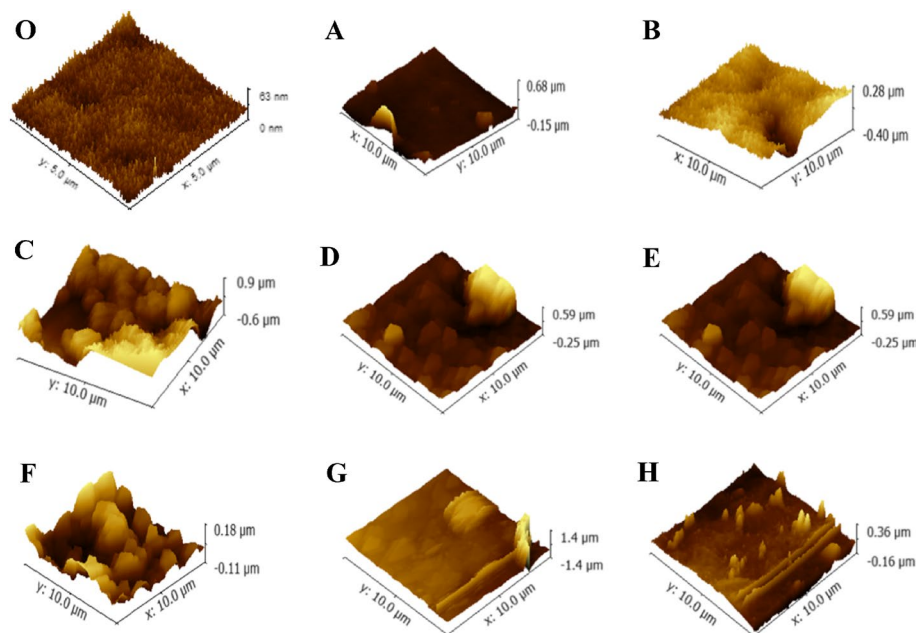 O
63 nm
0 nm
y: 5.0 µm
x: 5.0 µm
A
0.68 µm
-0.15 µm
x: 10.0 µm
y: 10.0 µm
B
0.28 µm
-0.40 µm
x: 10.0 µm
y: 10.0 µm
C
0.9 µm
-0.6 µm
y: 10.0 µm
x: 10.0 µm
D
0.59 µm
-0.25 µm
y: 10.0 µm
x: 10.0 µm
E
0.59 µm
-0.25 µm
y: 10.0 µm
x: 10.0 µm
F
0.18 µm
-0.11 µm
y: 10.0 µm
x: 10.0 µm
G
1.4 µm
-1.4 µm
y: 10.0 µm
x: 10.0 µm
H
0.36 µm
-0.16 µm
y: 10.0 µm
x: 10.0 µm